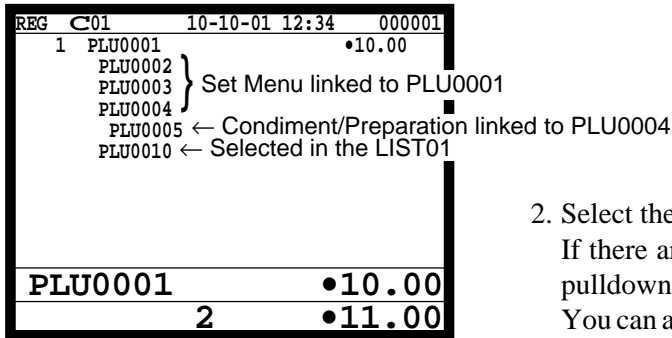 REG C01 10-10-01 12:34 000001
1 PLU0001 •10.00
PLU0002
PLU0003 } Set Menu linked to PLU0001
PLU0004
PLU0005 ← Condiment/Preparation linked to PLU0004
PLU0010 ← Selected in the LIST01
2. Select the
If there a
pulldown
You can a
PLU0001 •10.00
2 •11.00